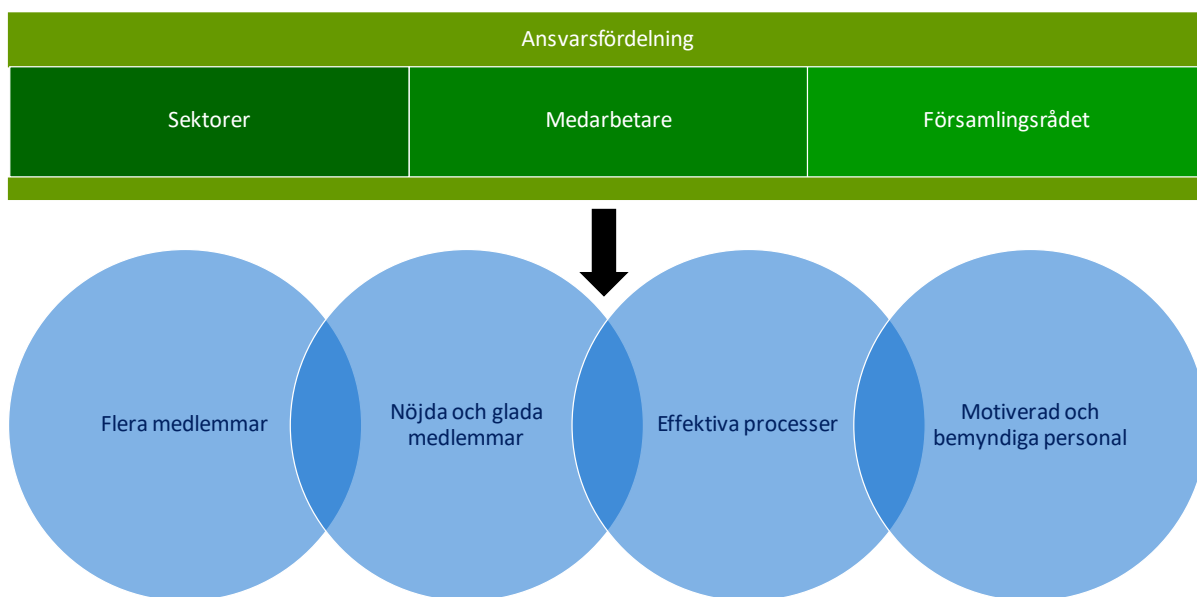 Ansvarsfördelning
Sektorer
Medarbetare
Församlingsrådet
Flera medlemmar
Nöjda och glada
medlemmar
Effektiva processer
Motiverad och
bemyndiga personal